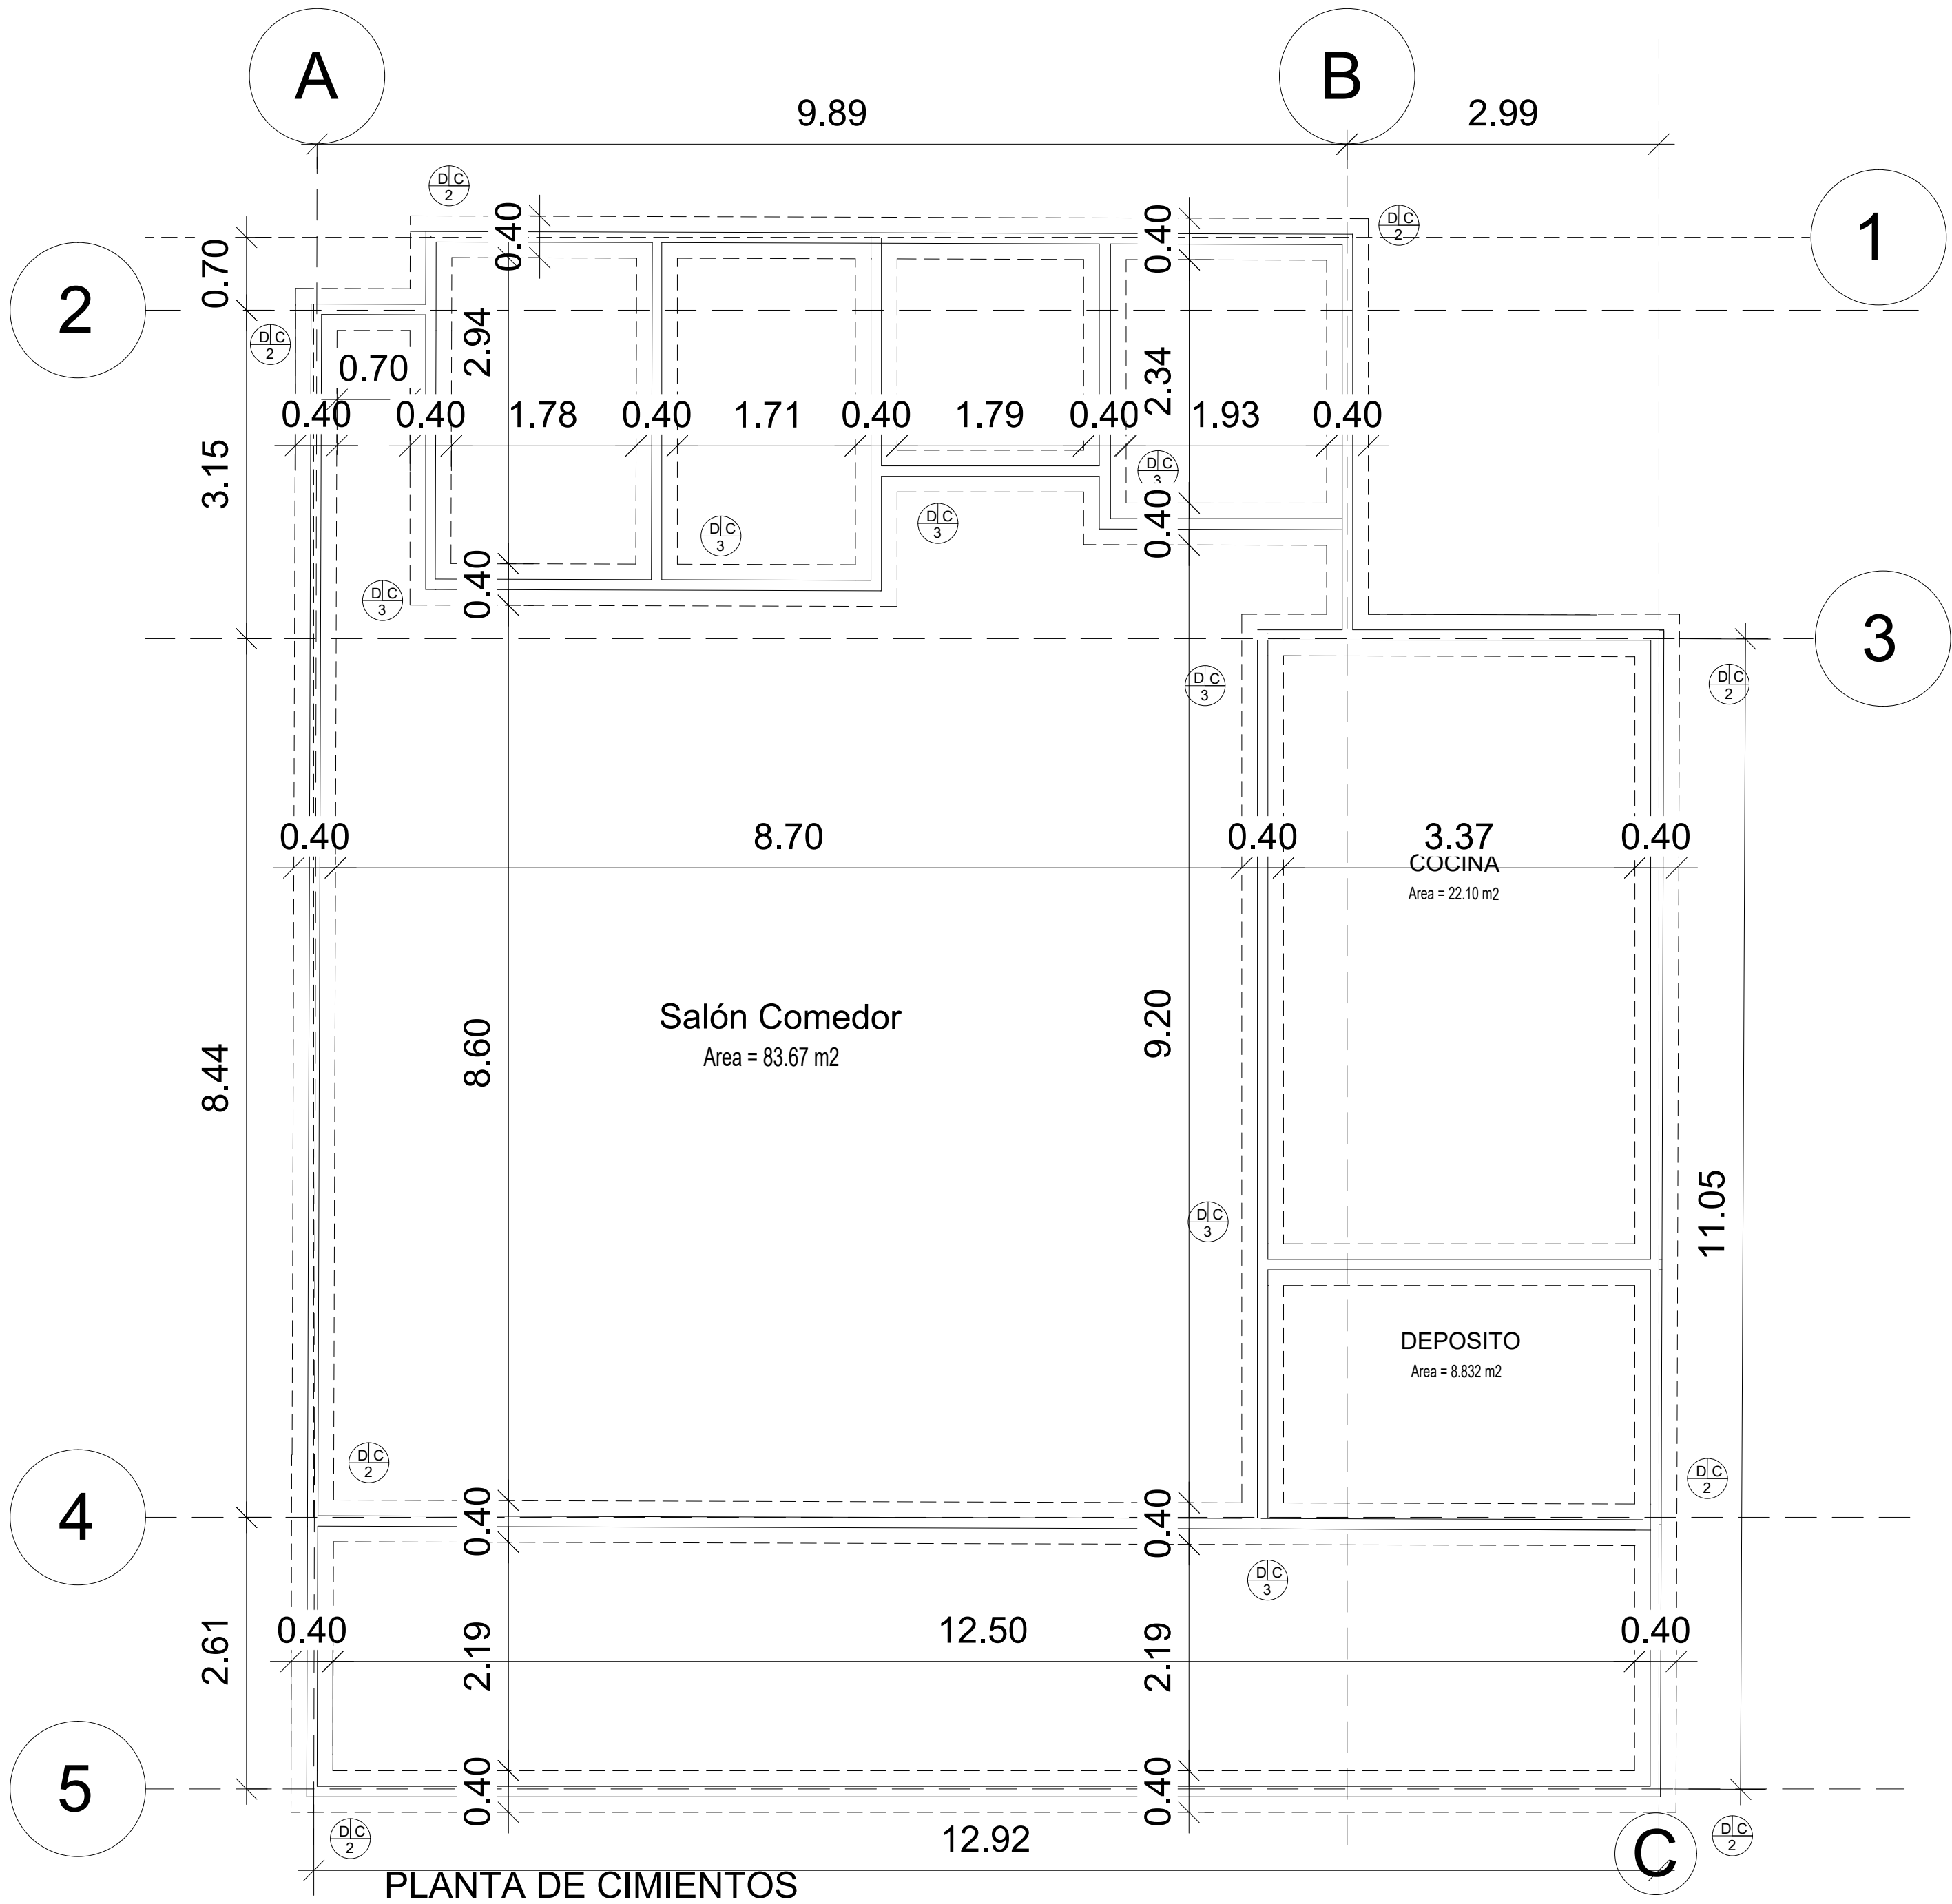 A
B
9.89
2.99
D C
2
D C
2
1
0.40
0.40
0.70
2
D C
2
2.94
2.34
0.70
0.40
0.40
1.78
0.40
1.71
0.40
1.79
0.40
1.93
0.40
3.15
D C
3
D C
3
D C
3
0.40
0.40
D C
3
3
D C
3
D C
2
0.40
8.70
0.40
3.37
0.40
COCINA
Area = 22.10 m2
Salón Comedor
Area = 83.67 m2
8.60
9.20
8.44
11.05
D C
3
DEPOSITO
Area = 8.832 m2
D C
2
D C
2
4
0.40
0.40
D C
3
0.40
12.50
0.40
2.61
2.19
2.19
5
0.40
0.40
D C
2
12.92
C
D C
2
PLANTA DE CIMIENTOS